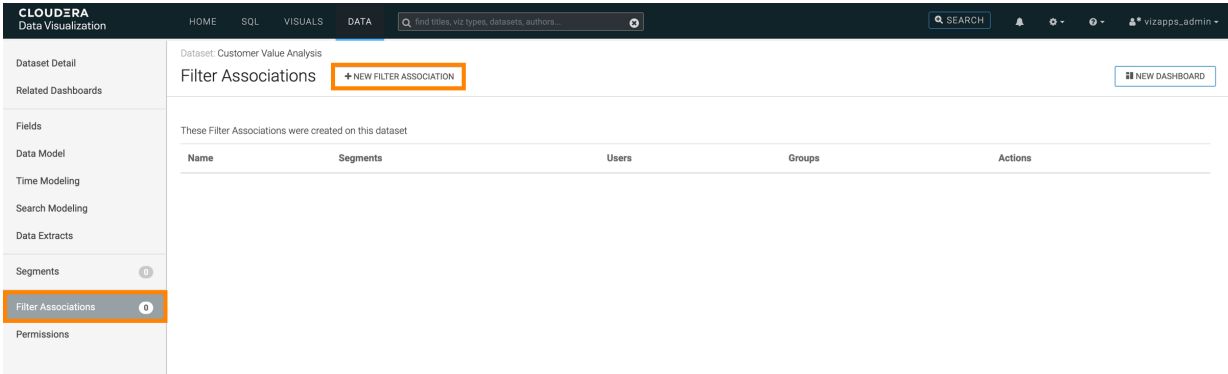 CLOUDERA
Data Visualization
HOME SQL VISUALS DATA find titles, viz types, datasets, authors... SEARCH vizapps_admin
Dataset Detail
Related Dashboards
Fields
Data Model
Time Modeling
Search Modeling
Data Extracts
Segments 0
Filter Associations 0
Permissions
Dataset: Customer Value Analysis
Filter Associations + NEW FILTER ASSOCIATION NEW DASHBOARD
These Filter Associations were created on this dataset
Name Segments Users Groups Actions